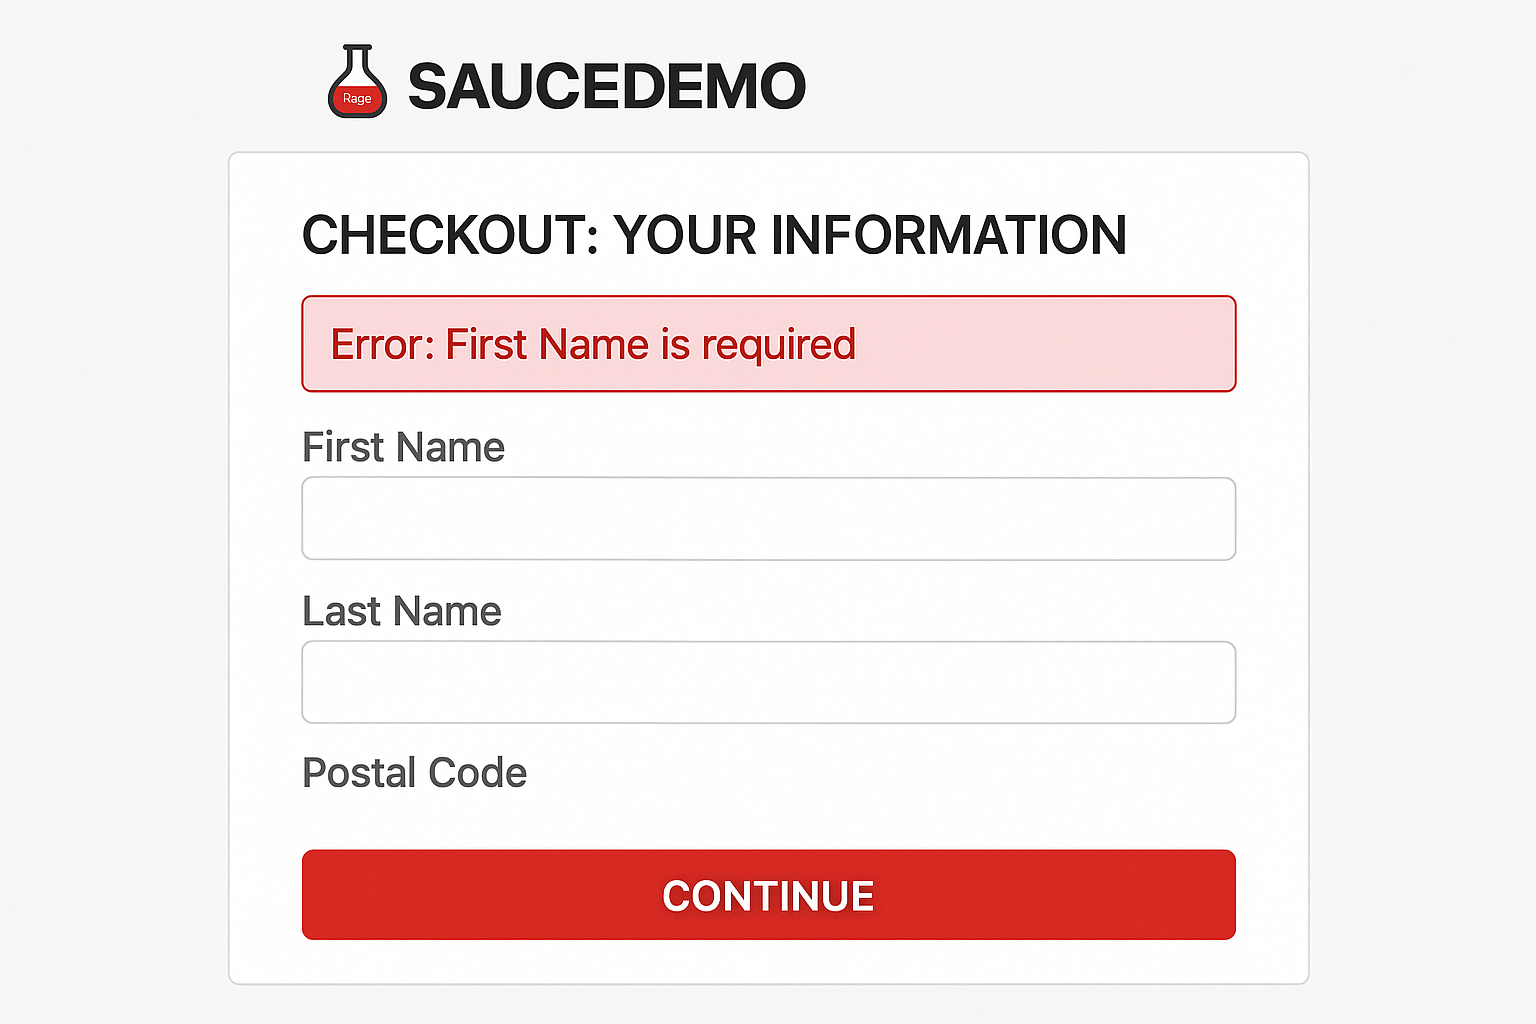 Rage
SAUCEDEMO
CHECKOUT: YOUR INFORMATION
Error: First Name is required
First Name
Last Name
Postal Code
CONTINUE